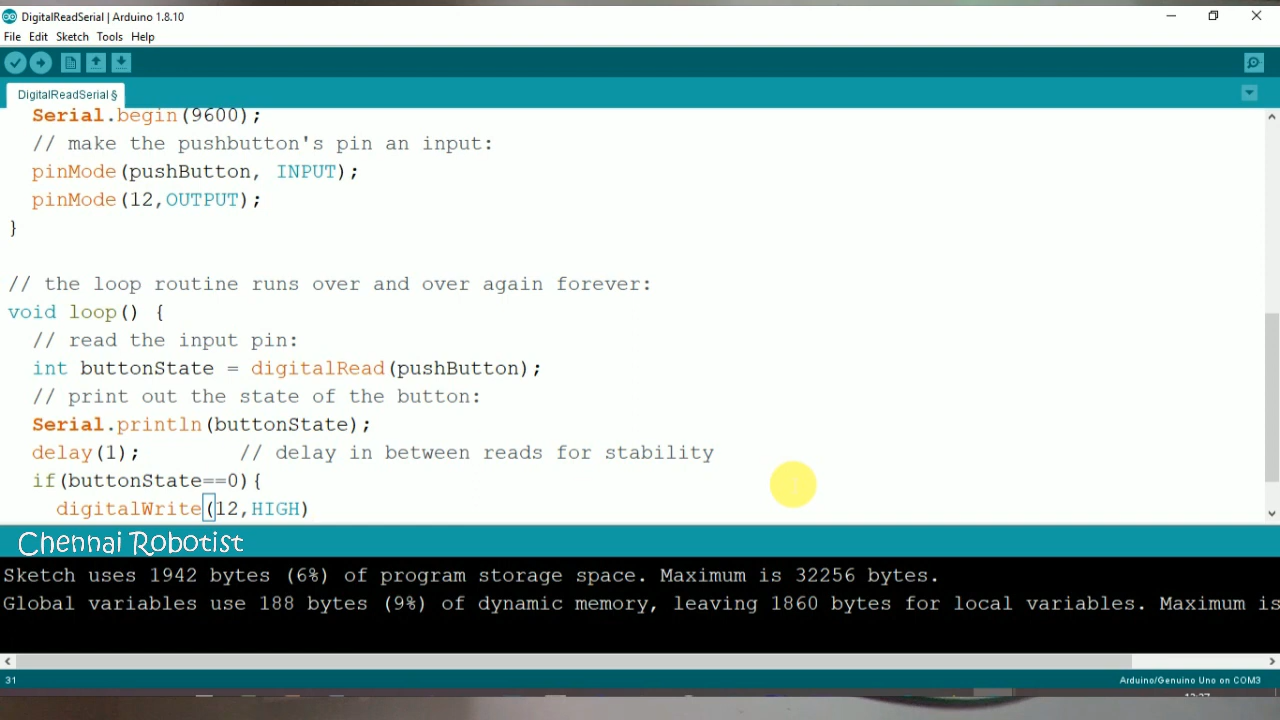 DigitalReadSerial | Arduino 1.8.10
File Edit Sketch Tools Help
DigitalReadSerial §
Serial.begin(9600);
// make the pushbutton's pin an input:
pinMode(pushButton, INPUT);
pinMode(12,OUTPUT);
}
// the loop routine runs over and over again forever:
void loop() {
// read the input pin:
int buttonState = digitalRead(pushButton);
// print out the state of the button:
Serial.println(buttonState);
delay(1);        // delay in between reads for stability
if(buttonState==0){
digitalWrite(12,HIGH)
Chennai Robotist
Sketch uses 1942 bytes (6%) of program storage space. Maximum is 32256 bytes.
Global variables use 188 bytes (9%) of dynamic memory, leaving 1860 bytes for local variables. Maximum is
31
Arduino/Genuino Uno on COM3